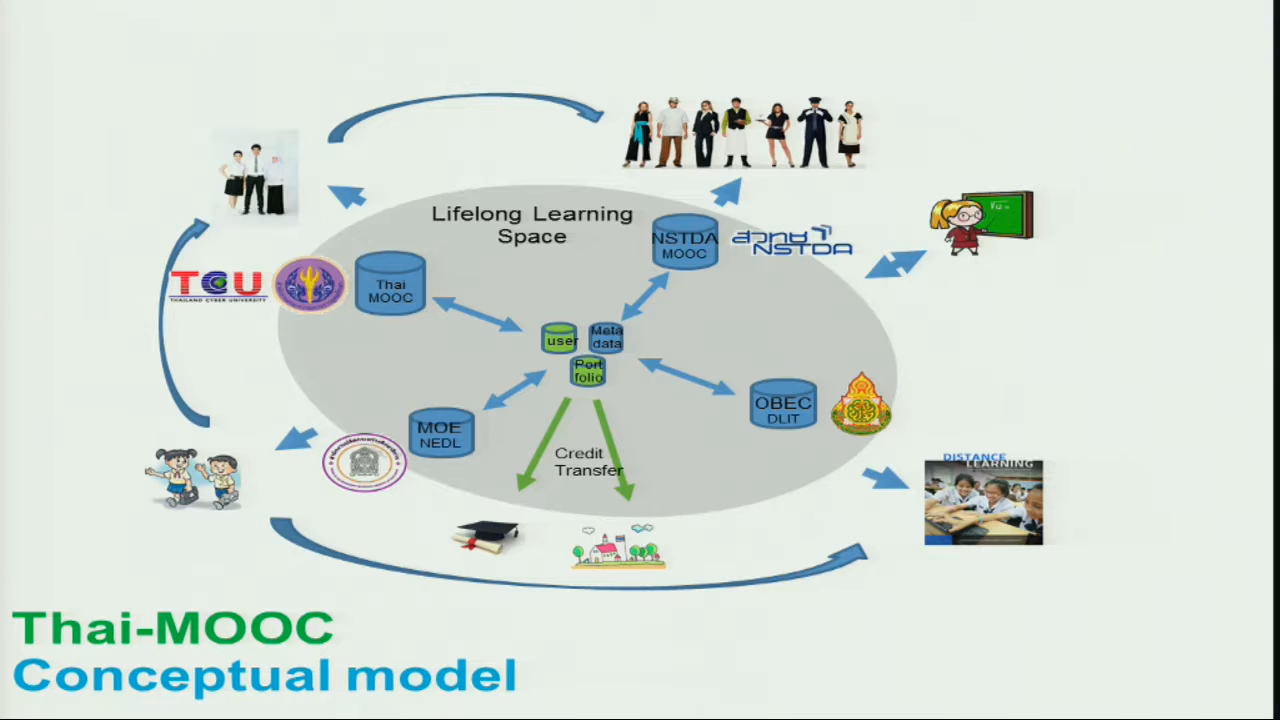 Lifelong Learning
Space
NSTDA
MOOC
สวทช
NSTDA
TCU
THAILAND CYBER UNIVERSITY
Thai
MOOC
user
Meta
data
Port
folio
OBEC
DLIT
MOE
NEDL
Credit
Transfer
DISTANCE
LEARNING
Thai-MOOC
Conceptual model